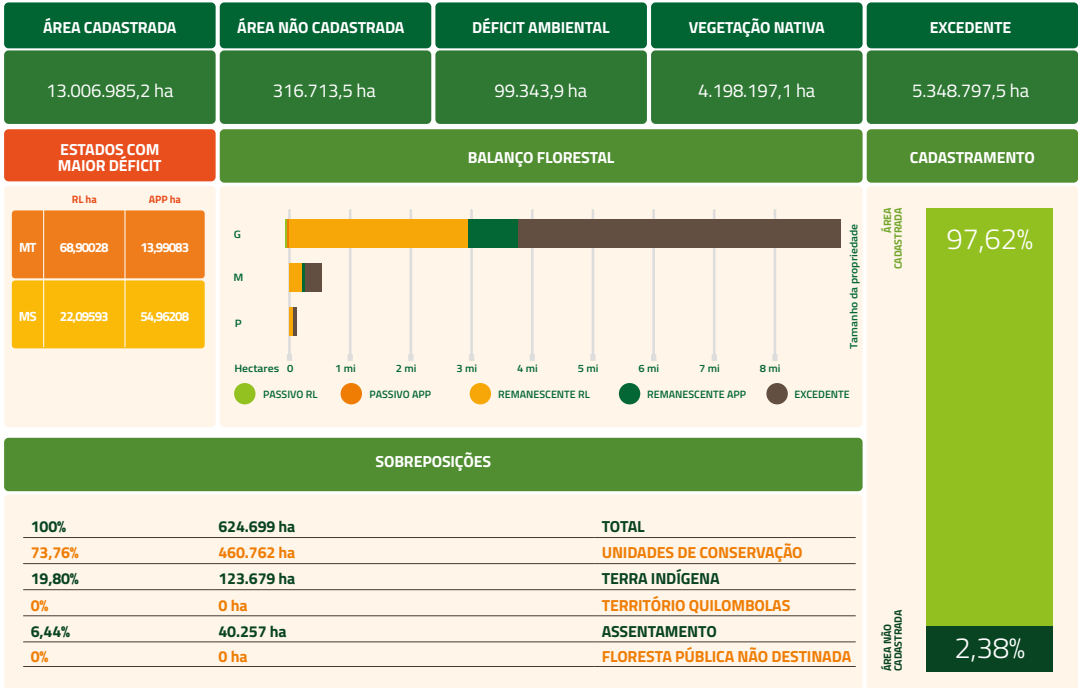 ÁREA CADASTRADA
13.006.985,2 ha
ÁREA NÃO CADASTRADA
316.713,5 ha
DÉFICIT AMBIENTAL
99.343,9 ha
VEGETAÇÃO NATIVA
4.198.197,1 ha
EXCEDENTE
5.348.797,5 ha
ESTADOS COM
MAIOR DÉFICIT
RL ha APP ha
MT 68,90028 13,99083
MS 22,09593 54,96208
BALANÇO FLORESTAL
G
M
P
Hectares 0 1 mi 2 mi 3 mi 4 mi 5 mi 6 mi 7 mi 8 mi
Tamanho da propriedade
PASSIVO RL PASSIVO APP REMANESCENTE RL REMANESCENTE APP EXCEDENTE
CADASTRAMENTO
ÁREA
CADASTRADA
97,62%
ÁREA NÃO
CADASTRADA
2,38%
SOBREPOSIÇÕES
100% 624.699 ha TOTAL
73,76% 460.762 ha UNIDADES DE CONSERVAÇÃO
19,80% 123.679 ha TERRA INDÍGENA
0% 0 ha TERRITÓRIO QUILOMBOLAS
6,44% 40.257 ha ASSENTAMENTO
0% 0 ha FLORESTA PÚBLICA NÃO DESTINADA